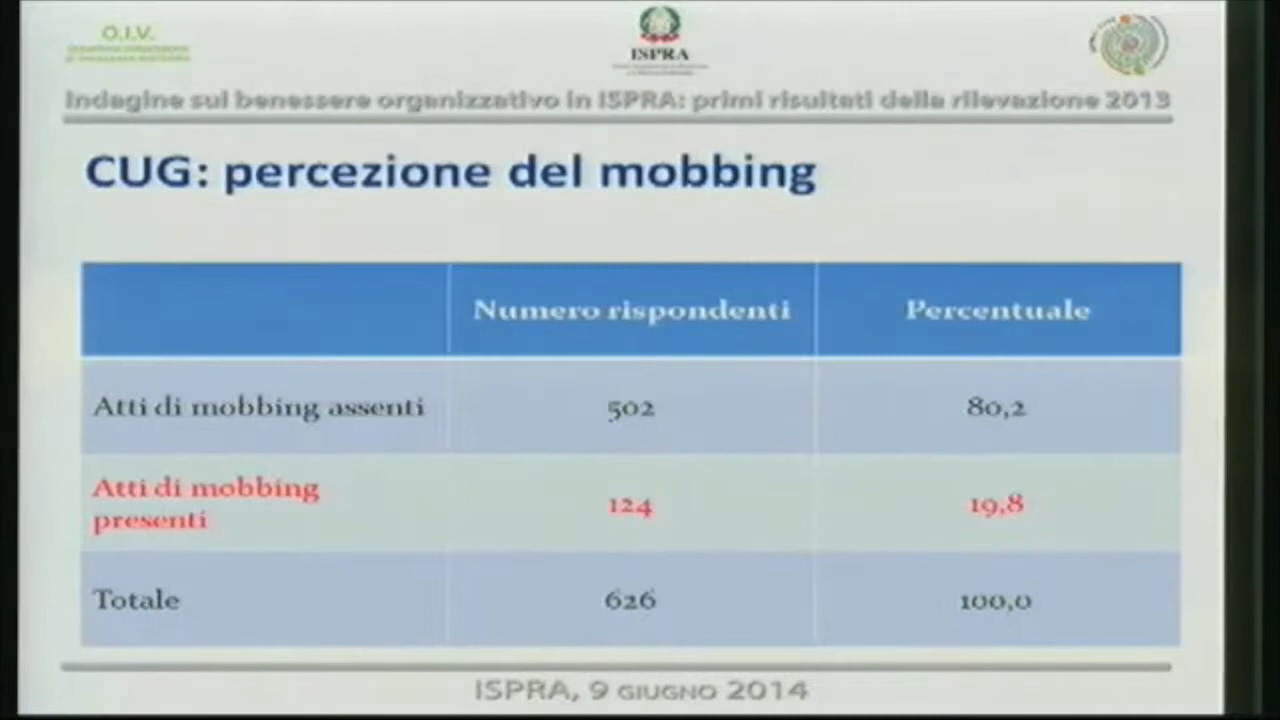 O.I.V.
ISPRA
Indagine sul benessere organizzativo in ISPRA: primi risultati della rilevazione 2013
CUG: percezione del mobbing
Numero rispondenti Percentuale
Atti di mobbing assenti 502 80,2
Atti di mobbing
presenti 124 19,8
Totale 626 100,0
ISPRA, 9 GIUGNO 2014